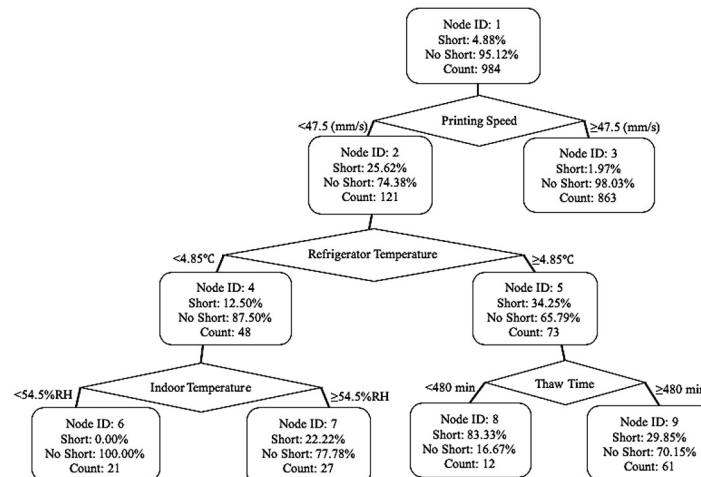 Node ID: 1
Short: 4.88%
No Short: 95.12%
Count: 984
<47.5 (mm/s)
Printing Speed
≥47.5 (mm/s)
Node ID: 2
Short: 25.62%
No Short: 74.38%
Count: 121
Node ID: 3
Short:1.97%
No Short: 98.03%
Count: 863
<4.85℃
Refrigerator Temperature
≥4.85℃
Node ID: 4
Short: 12.50%
No Short: 87.50%
Count: 48
Node ID: 5
Short: 34.25%
No Short: 65.79%
Count: 73
<54.5%RH
Indoor Temperature
≥54.5%RH
<480 min
Thaw Time
≥480 min
Node ID: 6
Short: 0.00%
No Short: 100.00%
Count: 21
Node ID: 7
Short: 22.22%
No Short: 77.78%
Count: 27
Node ID: 8
Short: 83.33%
No Short: 16.67%
Count: 12
Node ID: 9
Short: 29.85%
No Short: 70.15%
Count: 61